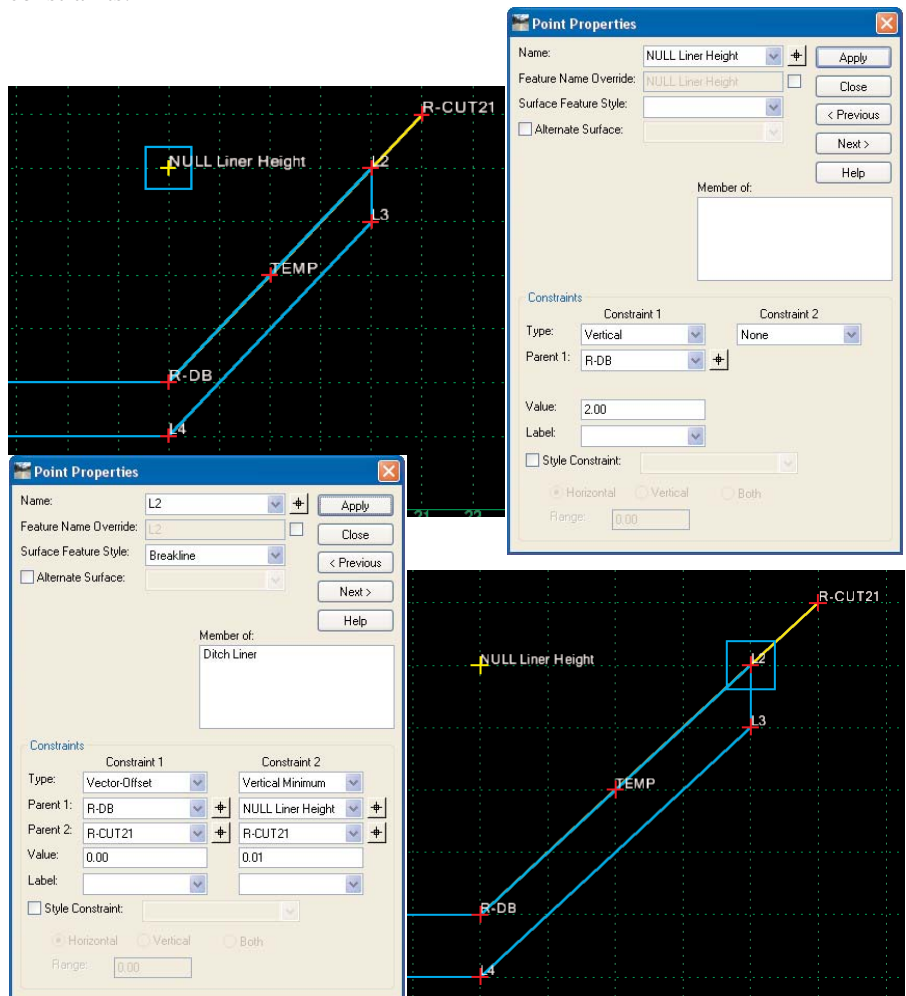 Point Properties
Name:
NULL Liner Height
Apply
Feature Name Override:
NULL Liner Height
Close
Surface Feature Style:
< Previous
Alternate Surface:
Next >
Help
Member of:
Constraints
Constraint 1
Constraint 2
Type:
Vertical
None
Parent 1:
R-DB
Value:
2.00
Label:
Style Constraint:
Horizontal
Vertical
Both
Range:
0.00
R-CUT21
NULL Liner Height
L2
L3
TEMP
R-DB
L4
21
22
Point Properties
Name:
L2
Apply
Feature Name Override:
L2
Close
Surface Feature Style:
Breakline
< Previous
Alternate Surface:
Next >
Help
Member of:
Ditch Liner
Constraints
Constraint 1
Constraint 2
Type:
Vector-Offset
Vertical Minimum
Parent 1:
R-DB
NULL Liner Height
Parent 2:
R-CUT21
R-CUT21
Value:
0.00
0.01
Label:
Style Constraint:
Horizontal
Vertical
Both
Range:
0.00
R-CUT21
NULL Liner Height
L2
L3
TEMP
R-DB
L4